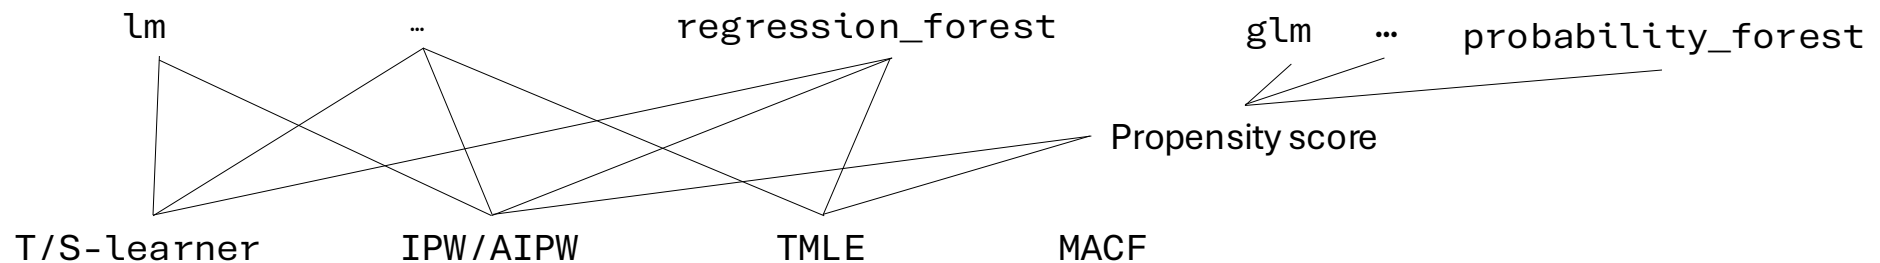 lm … regression_forest glm … probability_forest
Propensity score
T/S-learner IPW/AIPW TMLE MACF